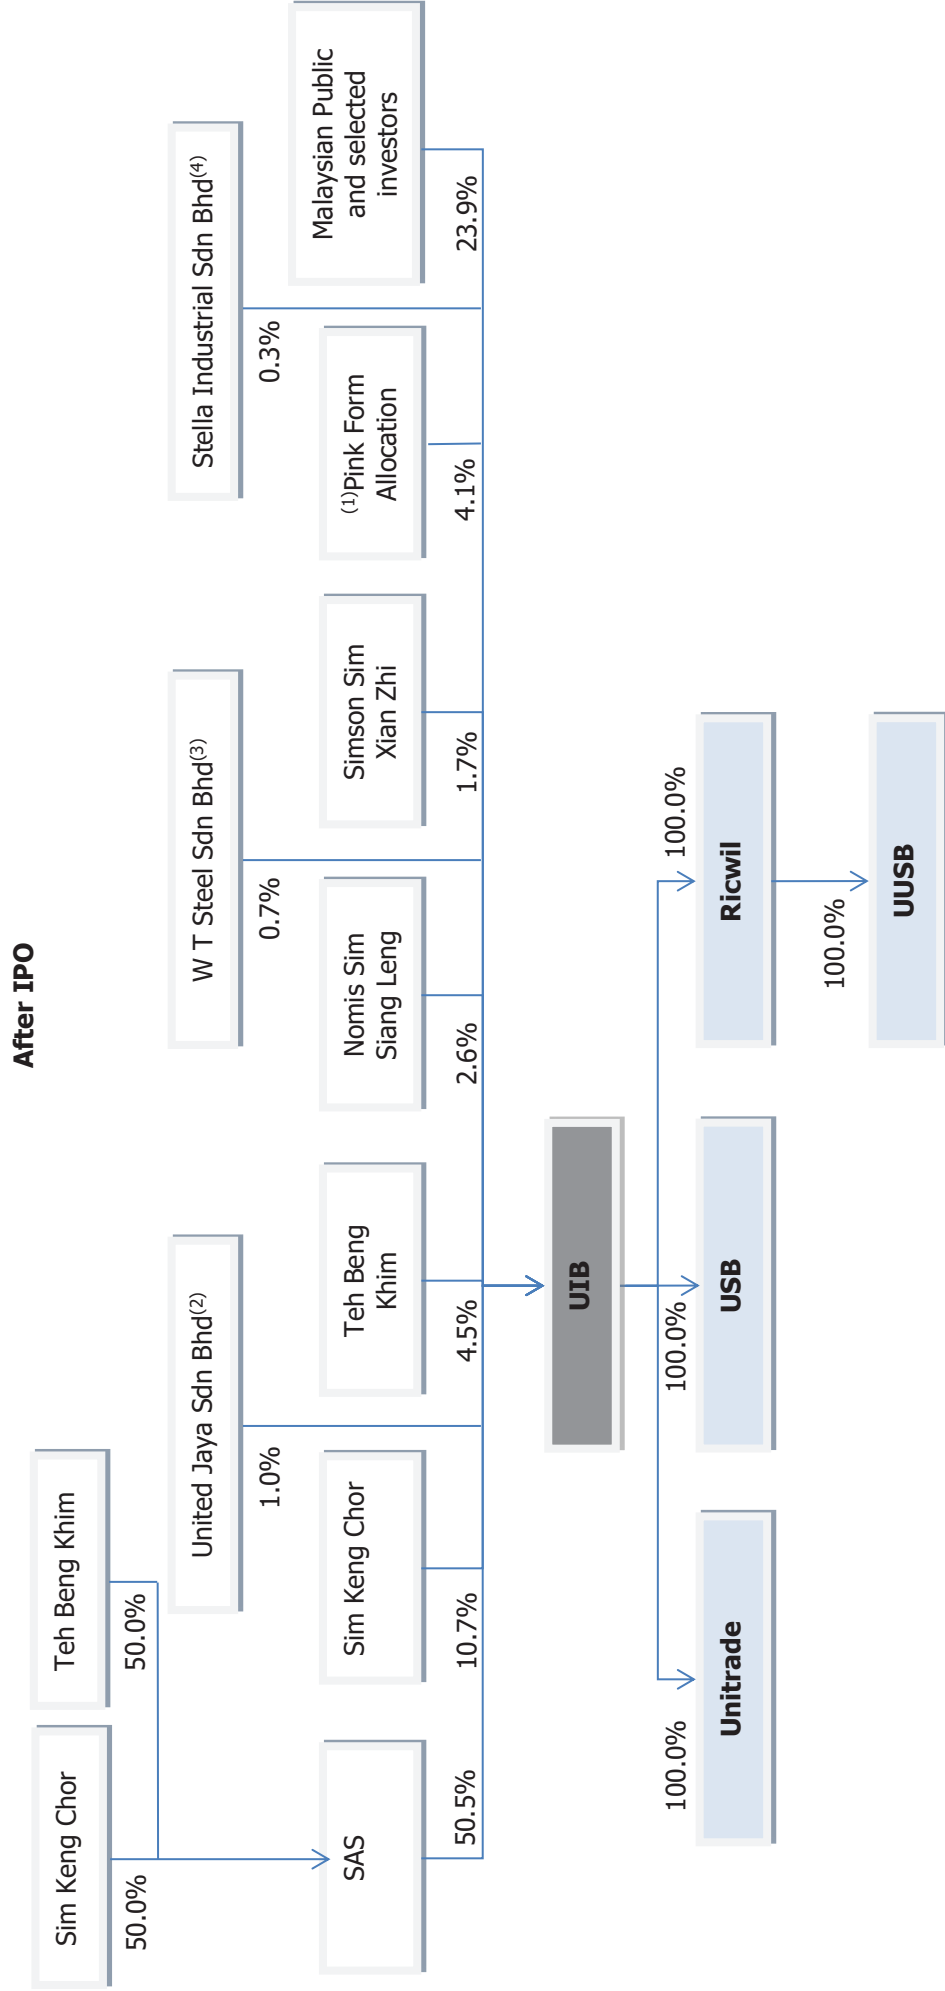 After IPO
Sim Keng Chor
Teh Beng Khim
50.0%
50.0%
United Jaya Sdn Bhd(2)
W T Steel Sdn Bhd(3)
Stella Industrial Sdn Bhd(4)
1.0%
0.7%
0.3%
SAS
Sim Keng Chor
Teh Beng
Khim
Nomis Sim
Siang Leng
Simson Sim
Xian Zhi
(1)Pink Form
Allocation
Malaysian Public
and selected
investors
50.5%
10.7%
4.5%
2.6%
1.7%
4.1%
23.9%
UIB
100.0%
100.0%
100.0%
Unitrade
USB
Ricwil
100.0%
UUSB